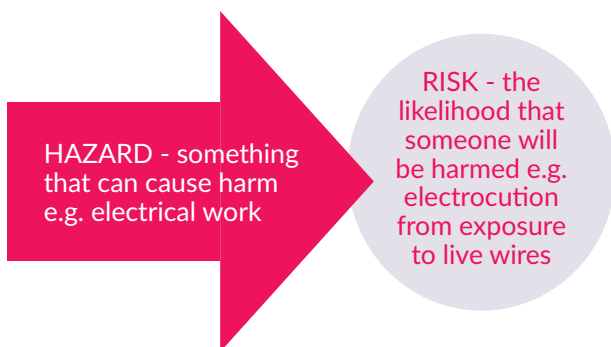 HAZARD - something
that can cause harm
e.g. electrical work
RISK - the
likelihood that
someone will
be harmed e.g.
electrocution
from exposure
to live wires